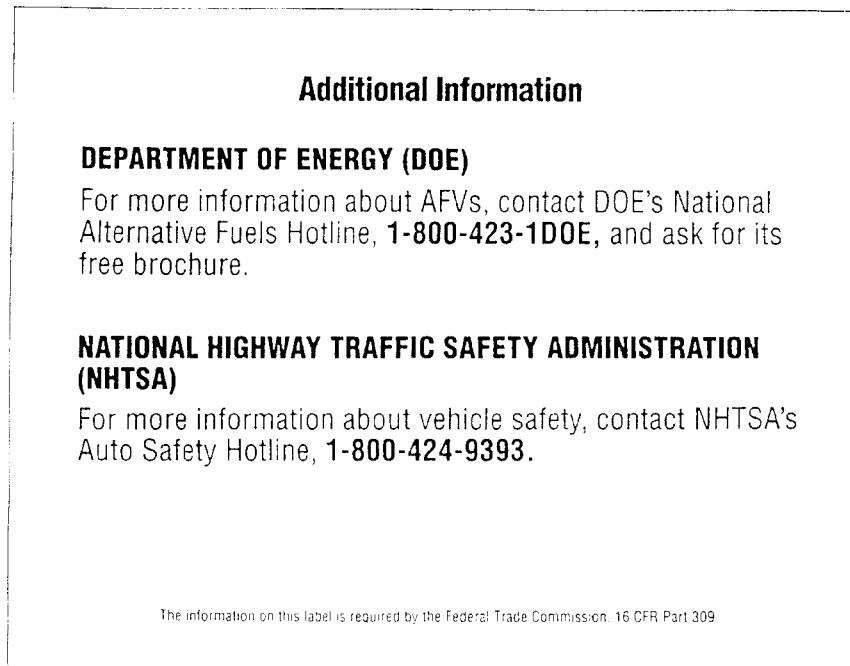 Additional Information
DEPARTMENT OF ENERGY (DOE)
For more information about AFVs, contact DOE's National
Alternative Fuels Hotline, 1-800-423-1DOE, and ask for its
free brochure.
NATIONAL HIGHWAY TRAFFIC SAFETY ADMINISTRATION
(NHTSA)
For more information about vehicle safety, contact NHTSA's
Auto Safety Hotline, 1-800-424-9393.
The information on this label is required by the Federal Trade Commission. 16 CFR Part 309